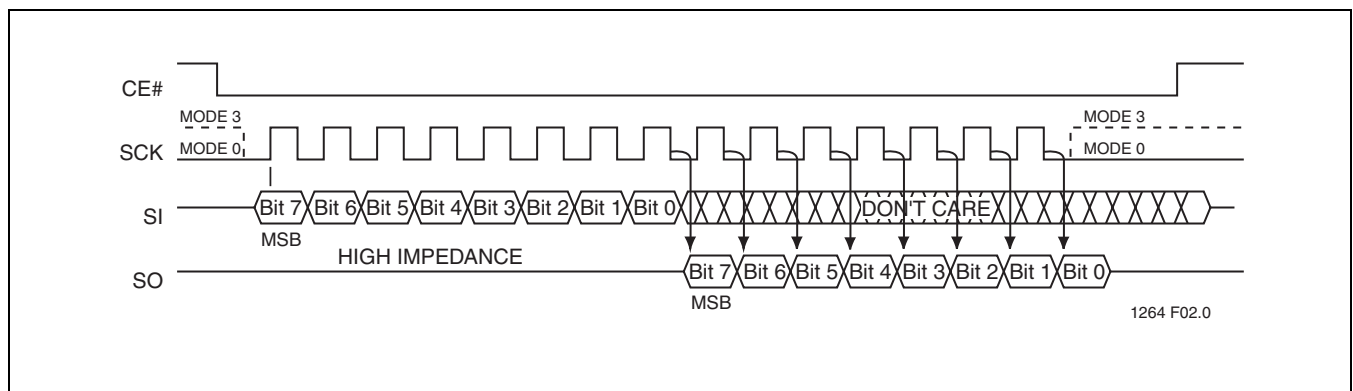 CE#
MODE 3 MODE 3
SCK MODE 0 MODE 0
SI Bit 7 Bit 6 Bit 5 Bit 4 Bit 3 Bit 2 Bit 1 Bit 0 DON'T CARE
MSB
HIGH IMPEDANCE
SO Bit 7 Bit 6 Bit 5 Bit 4 Bit 3 Bit 2 Bit 1 Bit 0
MSB
1264 F02.0